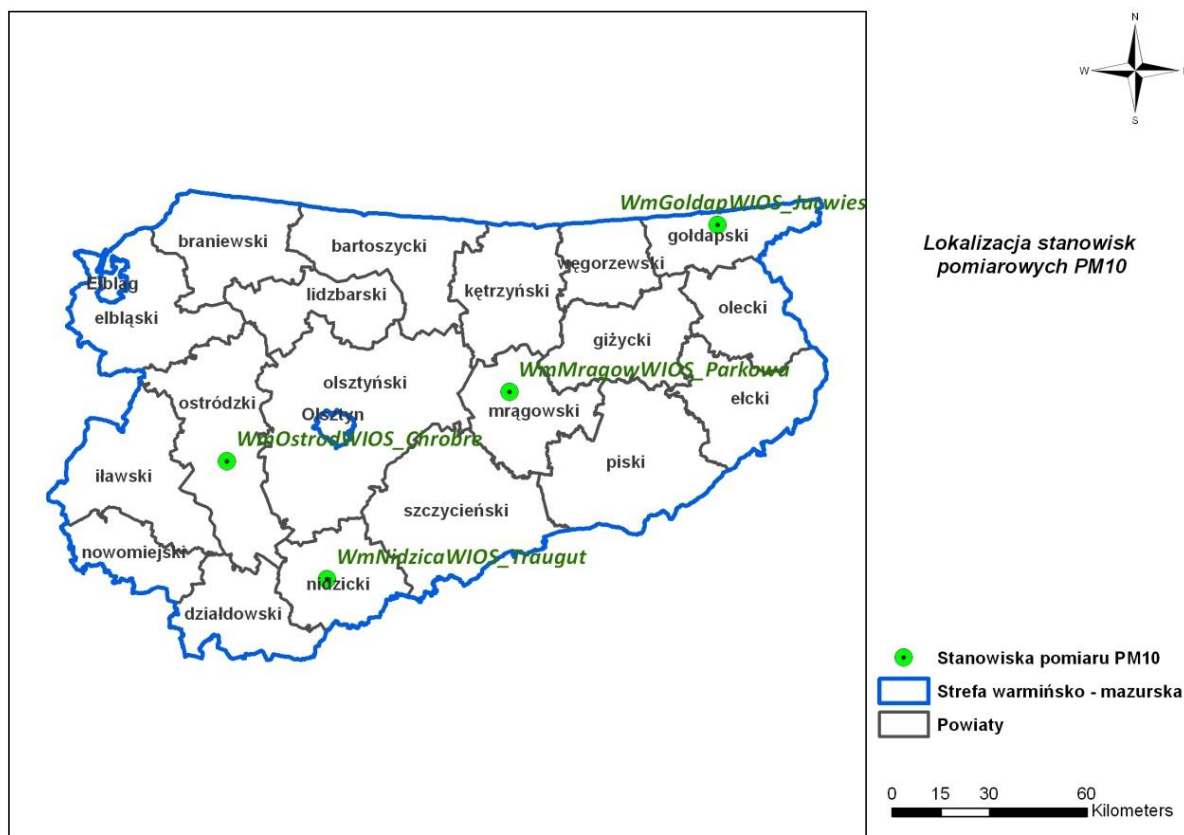 N
W
S
WmGoldapWIOS_Jacwies
gołdapski
braniewski
bartoszycki
węgorzewski
Elbląg
lidzbarski
kętrzyński
olecki
elbląski
giżycki
WmMragowWIOS_Parkowa
olsztyński
ostródzki
Olsztyn
mrągowski
ełcki
WmOstrodWIOS_Chrobre
iławski
piski
szczycieński
nowomiejski
WmNidzicaWIOS_Traugut
nidzicki
działdowski
Lokalizacja stanowisk
pomiarowych PM10
Stanowiska pomiaru PM10
Strefa warmińsko - mazurska
Powiaty
0 15 30 60
Kilometers